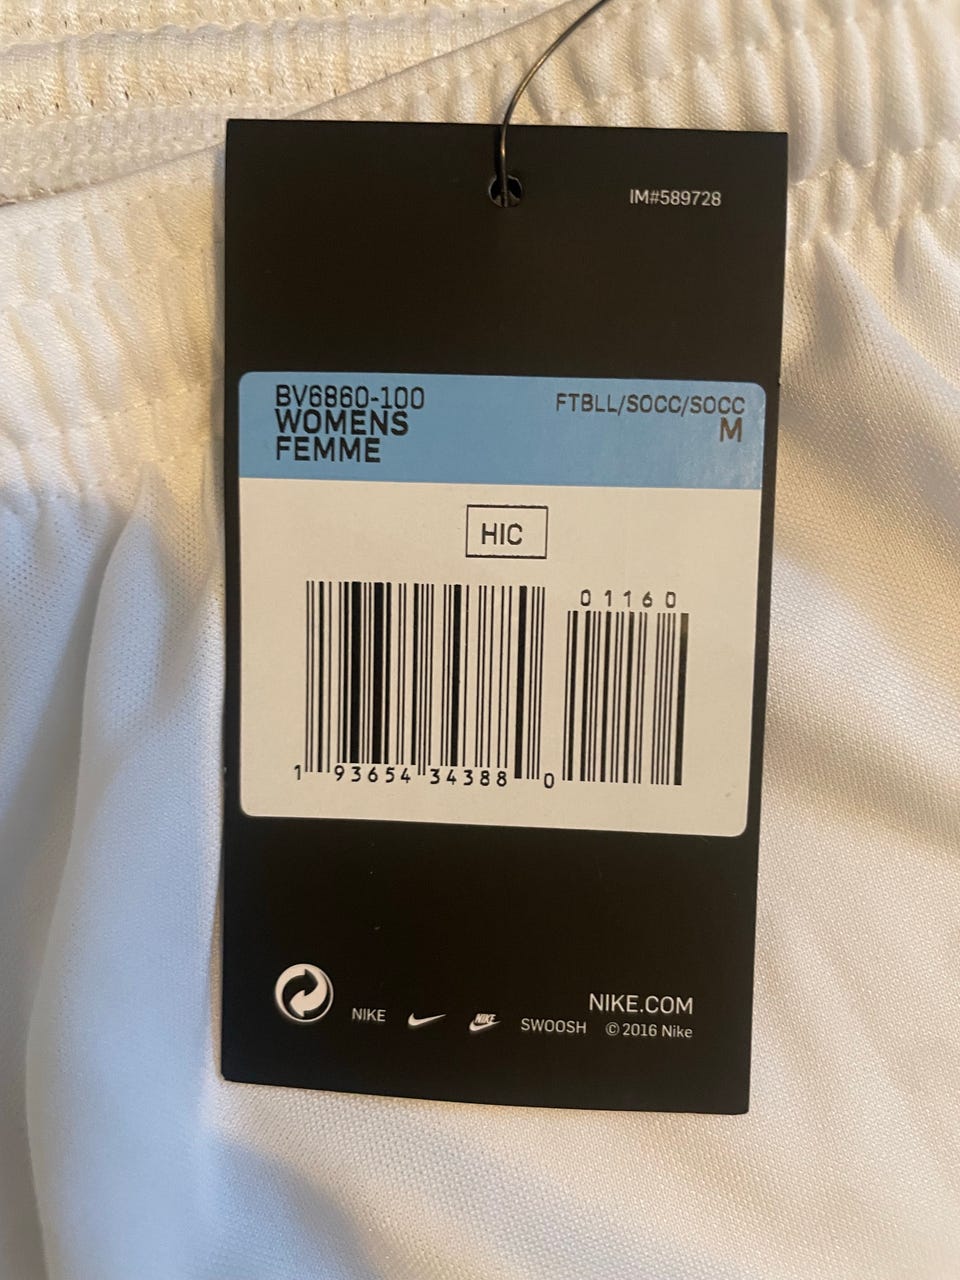 IM#589728
BV6860-100
FTBLL/SOCC/SOCC
WOMENS
M
FEMME
HIC
01160
1 93654 34388 0
NIKE
NIKE
SWOOSH
NIKE.COM
© 2016 Nike